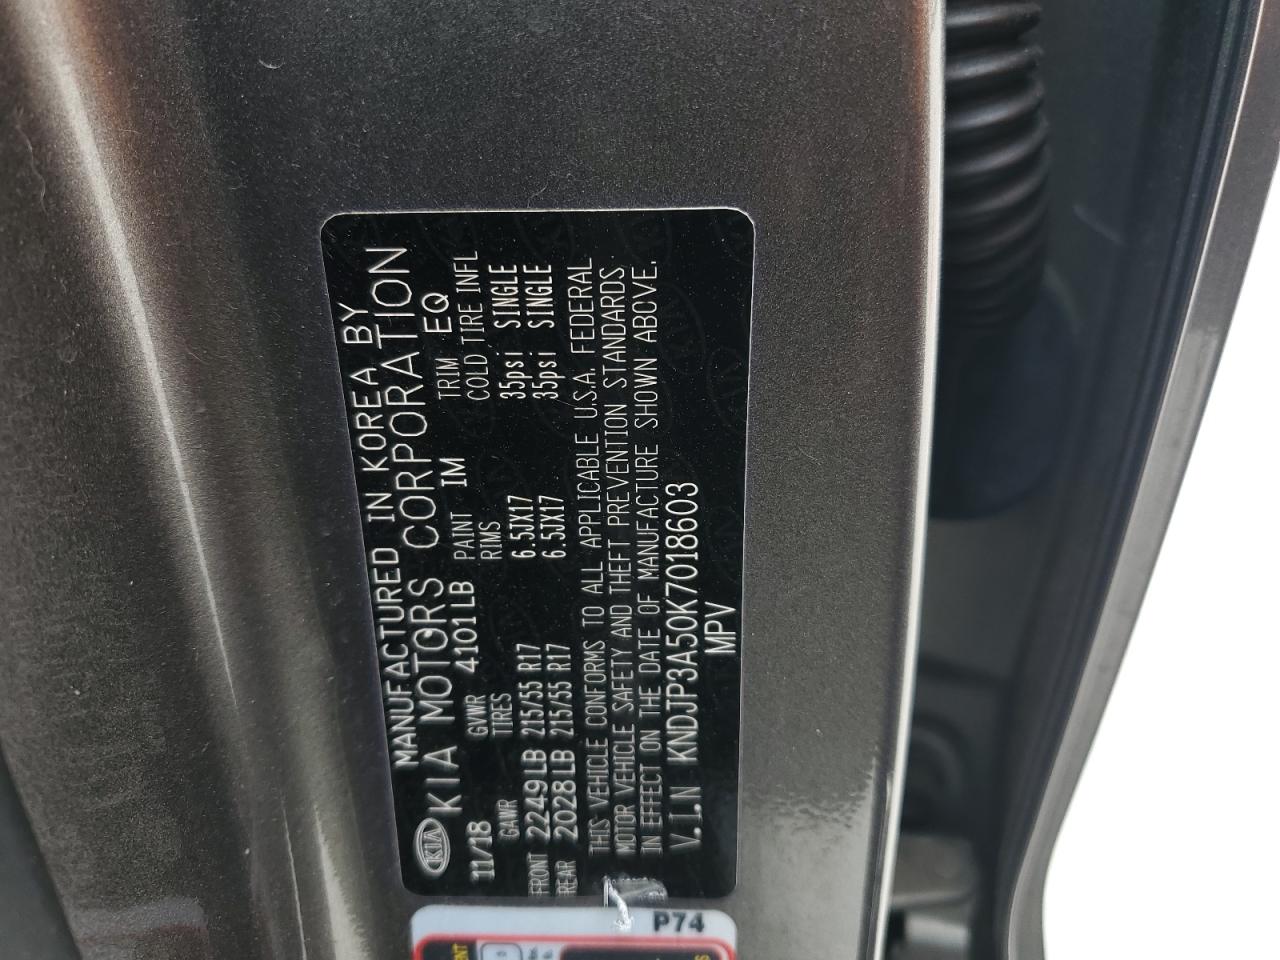 MANUFACTURED IN KOREA BY
KIA KIA MOTORS CORPORATION
11/18 GVWR 4101LB PAINT IM TRIM EQ
GAWR TIRES RIMS COLD TIRE INFL
FRONT 2249LB 215/55 R17 6.5JX17 35psi SINGLE
REAR 2028LB 215/55 R17 6.5JX17 35psi SINGLE
THIS VEHICLE CONFORMS TO ALL APPLICABLE U.S.A. FEDERAL
MOTOR VEHICLE SAFETY AND THEFT PREVENTION STANDARDS
IN EFFECT ON THE DATE OF MANUFACTURE SHOWN ABOVE.
V.I.N KNDJP3A50K7018603
MPV
P74